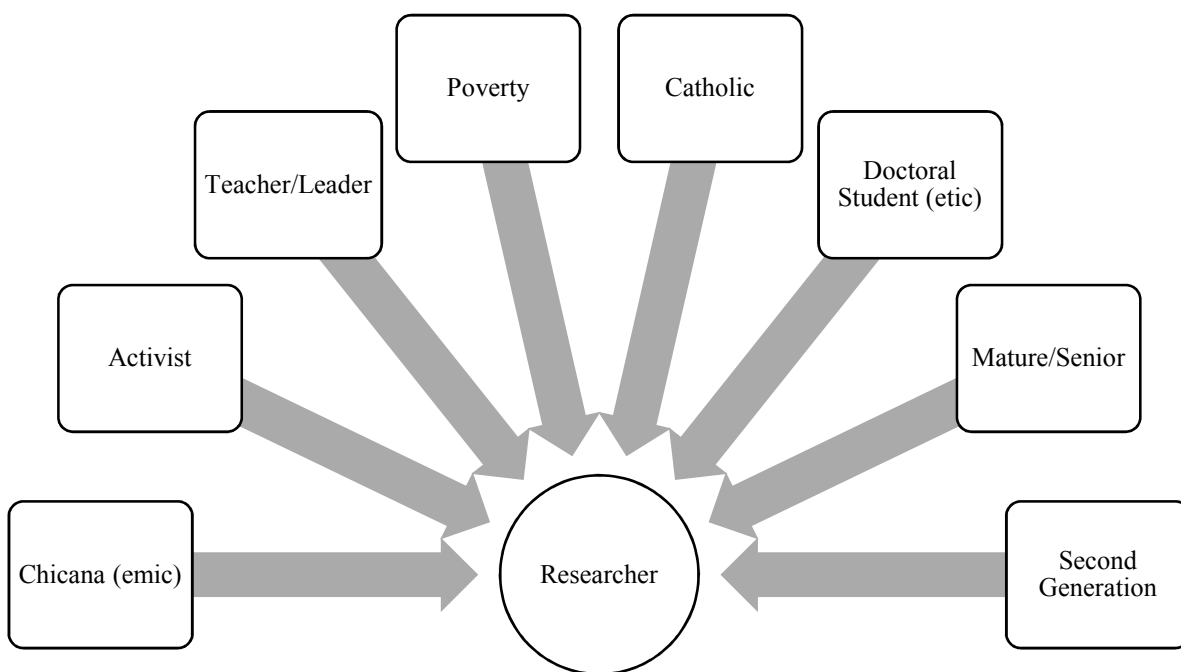 Poverty
Catholic
Teacher/Leader
Doctoral
Student (etic)
Activist
Mature/Senior
Chicana (emic)
Researcher
Second
Generation